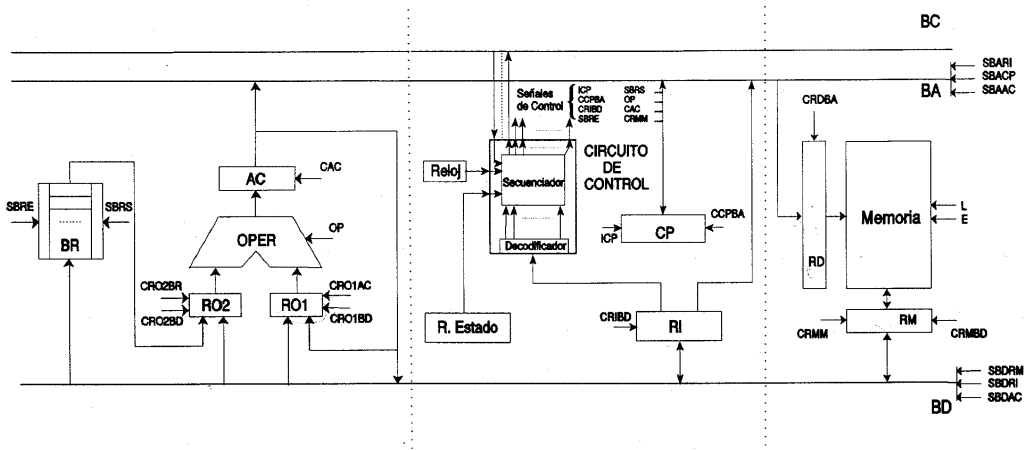 BC
SBARI
SBACP
BA
SBAAC
Señales
de Control
ICP SBRS
CCPBA OP
CRIBD CAC
SBRE CRMM
CRDBA
CIRCUITO
DE
CONTROL
Reloj
Secuenciador
Decodificador
AC
CAC
SBRE
SBRS
BR
OPER
OP
CCPBA
ICP
CP
Memoria
L
E
RD
CRO2BR
CRO2BD
RO2
RO1
CRO1AC
CRO1BD
R. Estado
CRIBD
RI
RM
CRMM
CRMBD
BD
SBDRM
SBDRI
SBDAC